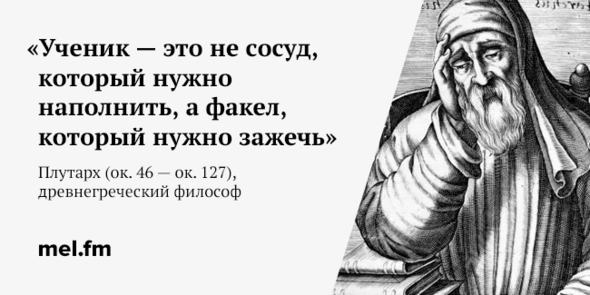 «Ученик — это не сосуд,
который нужно
наполнить, а факел,
который нужно зажечь»
Плутарх (ок. 46 — ок. 127),
древнегреческий философ
mel.fm